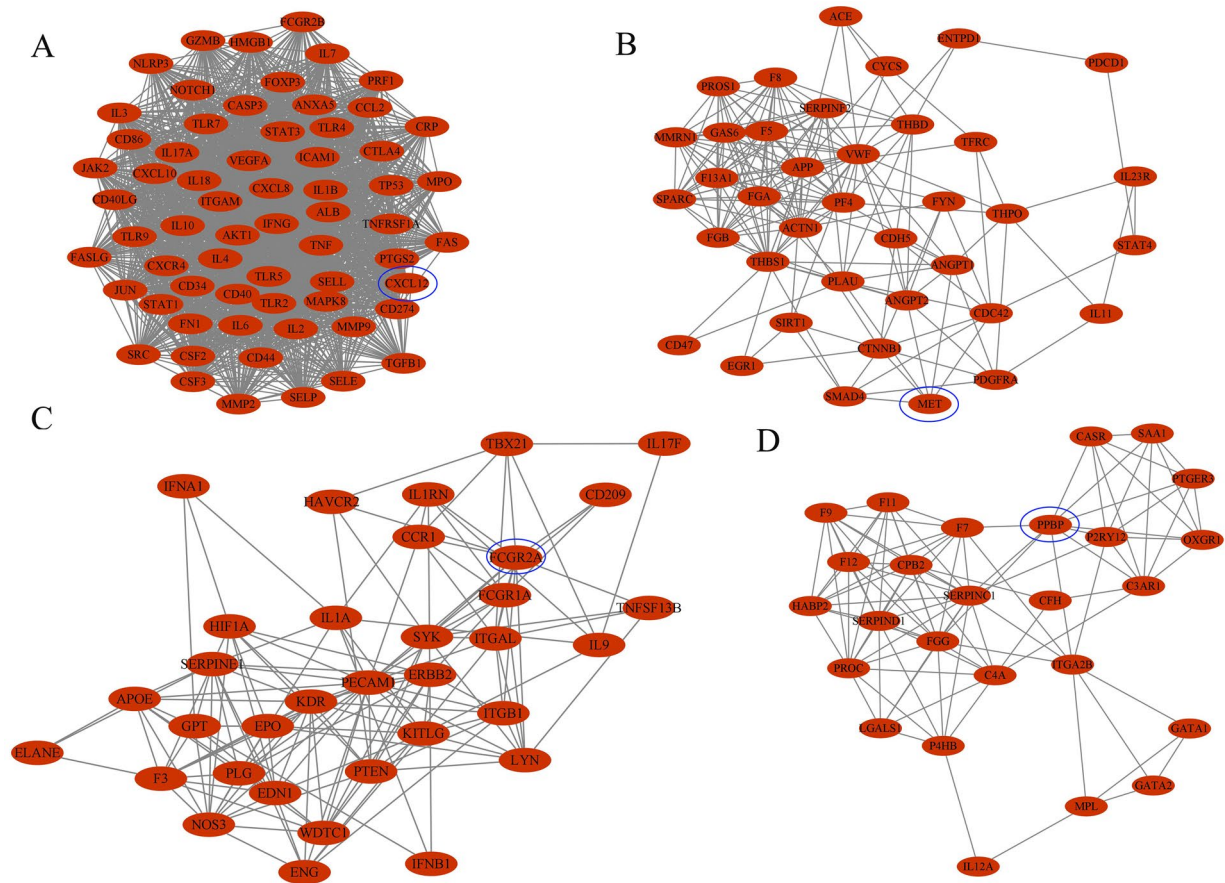 A
FCGR2B
GZMB
HMGB1
IL7
NLRP3
FOXP3
PRF1
NOTCH1
CASP3
ANXA5
CCL2
IL3
TLR7
STAT3
TLR4
CRP
CD86
IL17A
VEGFA
ICAM1
CTLA4
JAK2
CXCL10
IL18
CXCL8
IL1B
TP53
MPO
CD40LG
ITGAM
ALB
TNFRSF1A
IL10
AKT1
IFNG
TLR9
TNF
FAS
FASLG
CXCR4
IL4
PTGS2
TLR5
SELL
CXCL12
JUN
CD34
CD40
STAT1
TLR2
MAPK8
CD274
FN1
IL6
IL2
MMP9
SRC
CSF2
CD44
TGFB1
CSF3
SELE
MMP2
SELP
B
ACE
ENTPD1
PDCD1
CYCS
PROS1
F8
SERPINF2
THBD
MMRN1
GAS6
F5
TFRC
VWF
APP
F13A1
IL23R
SPARC
FGA
PF4
FYN
THPO
FGB
ACTN1
CDH5
STAT4
THBS1
ANGPT1
PLAU
ANGPT2
CDC42
IL11
SIRT1
CD47
CTNNB1
EGR1
PDGFRA
SMAD4
MET
C
TBX21
IL17F
IFNA1
HAVCR2
IL1RN
CD209
CCR1
FCGR2A
FCGR1A
TNFSF13B
HIF1A
IL1A
SYK
ITGAL
IL9
SERPINE1
PECAM1
ERBB2
APOE
KDR
ITGB1
GPT
EPO
KITLG
ELANE
LYN
F3
PLG
PTEN
EDN1
NOS3
WDTC1
ENG
IFNB1
D
CASR
SAA1
PTGER3
F9
F11
F7
PPBP
P2RY12
OXGR1
F12
CPB2
C3AR1
HABP2
SERPINC1
CFH
SERPIND1
FGG
PROC
C4A
ITGA2B
LGALS1
P4HB
GATA1
GATA2
MPL
IL12A